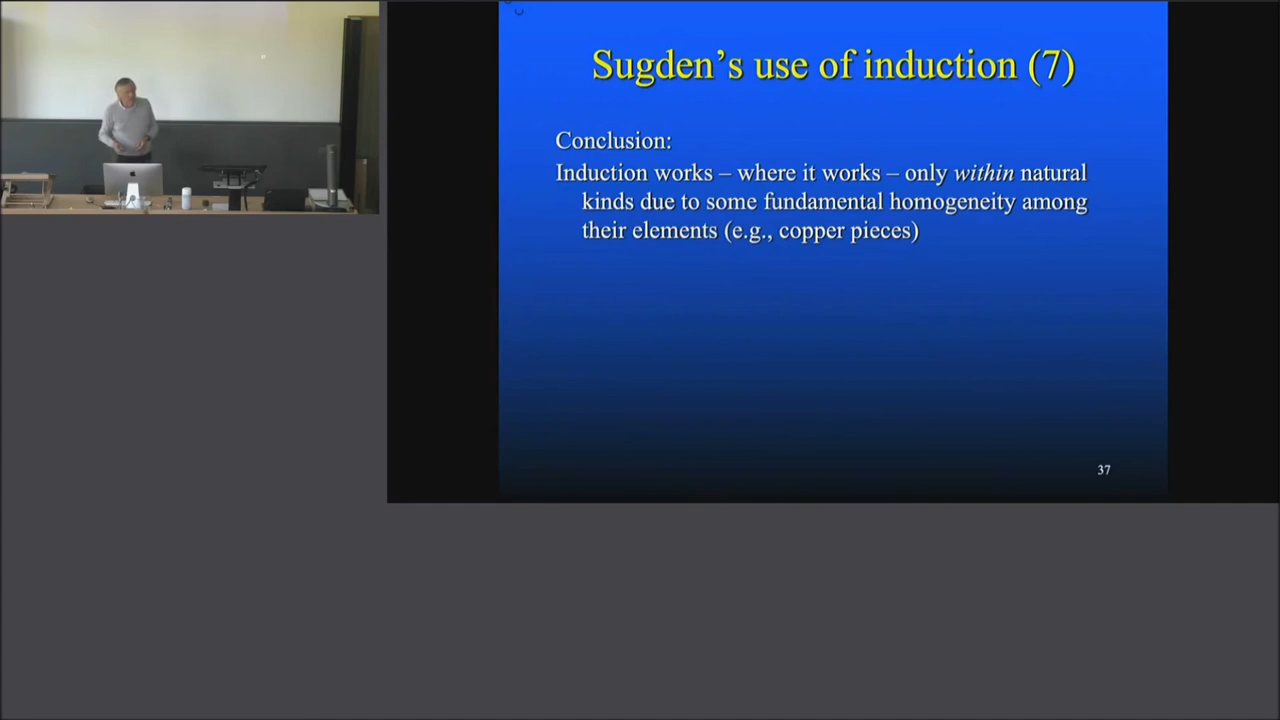 Sugden's use of induction (7)
Conclusion:
Induction works – where it works – only within natural
kinds due to some fundamental homogeneity among
their elements (e.g., copper pieces)
37